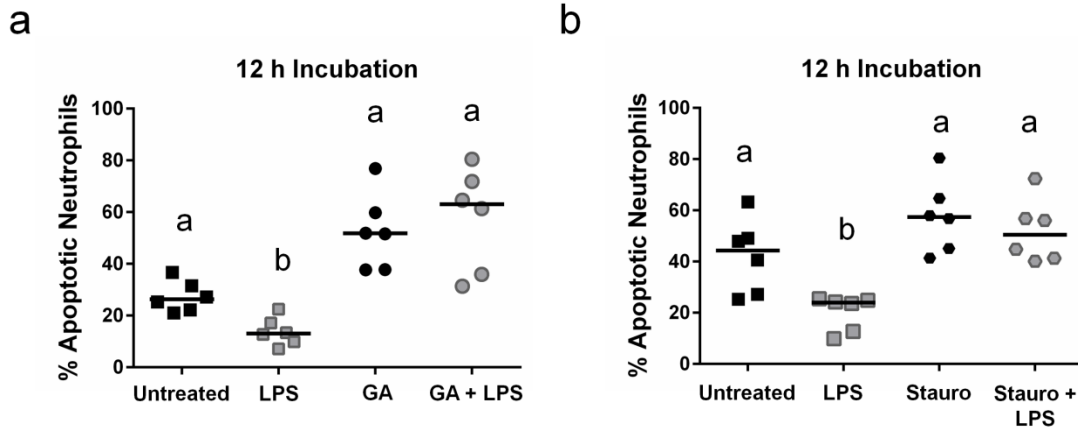 a
12 h Incubation
% Apoptotic Neutrophils
100
80
60
40
20
0
a
b
a
a
Untreated
LPS
GA
GA + LPS
b
12 h Incubation
% Apoptotic Neutrophils
100
80
60
40
20
0
a
b
a
a
Untreated
LPS
Stauro
Stauro +
LPS